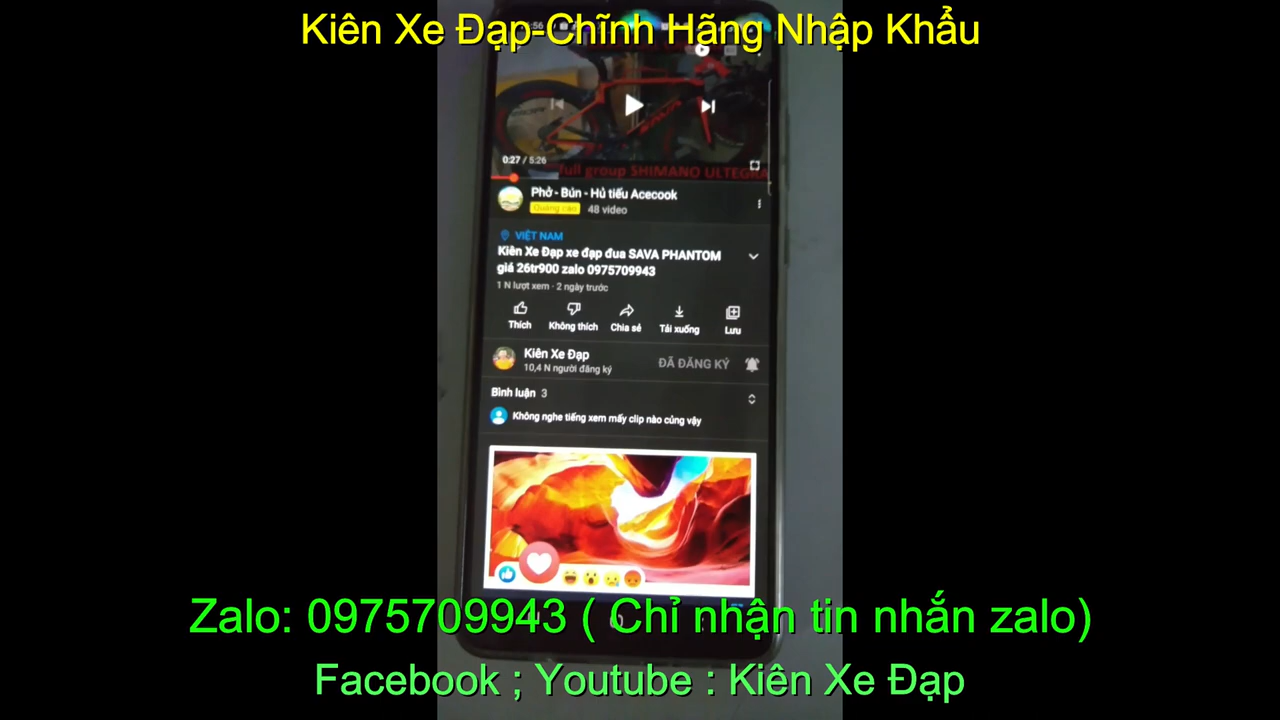 Kiên Xe Đạp-Chĩnh Hãng Nhập Khẩu
0:27 / 5:26
full group SHIMANO ULTEGRA
Phở - Bún - Hủ tiếu Acecook
Quảng cáo 48 video
VIỆT NAM
Kiên Xe Đạp xe đạp đua SAVA PHANTOM
giá 26tr900 zalo 0975709943
1 N lượt xem · 2 ngày trước
Thích Không thích Chia sẻ Tải xuống Lưu
Kiên Xe Đạp
10,4 N người đăng ký
ĐÃ ĐĂNG KÝ
Bình luận 3
Không nghe tiếng xem mấy clip nào củng vậy
Zalo: 0975709943 ( Chỉ nhận tin nhắn zalo)
Facebook ; Youtube : Kiên Xe Đạp